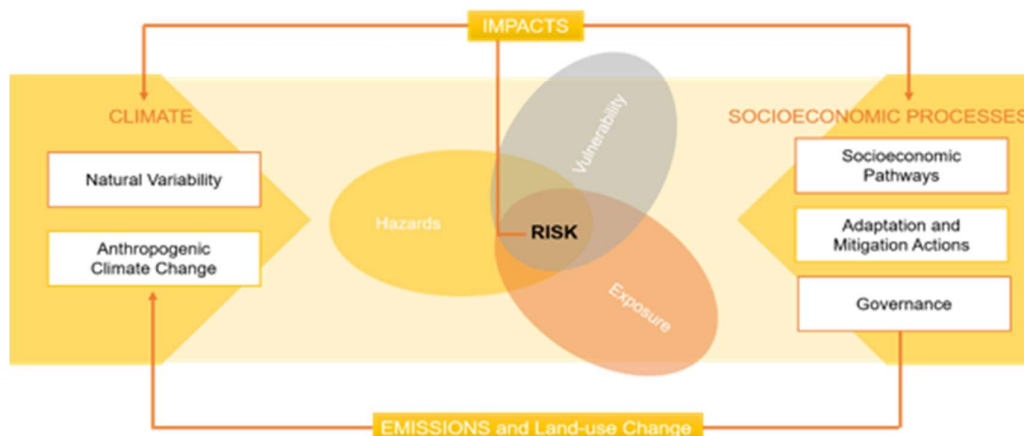 IMPACTS
CLIMATE
Natural Variability
Anthropogenic
Climate Change
Hazards
Vulnerability
RISK
Exposure
SOCIOECONOMIC PROCESSES
Socioeconomic
Pathways
Adaptation and
Mitigation Actions
Governance
EMISSIONS and Land-use Change